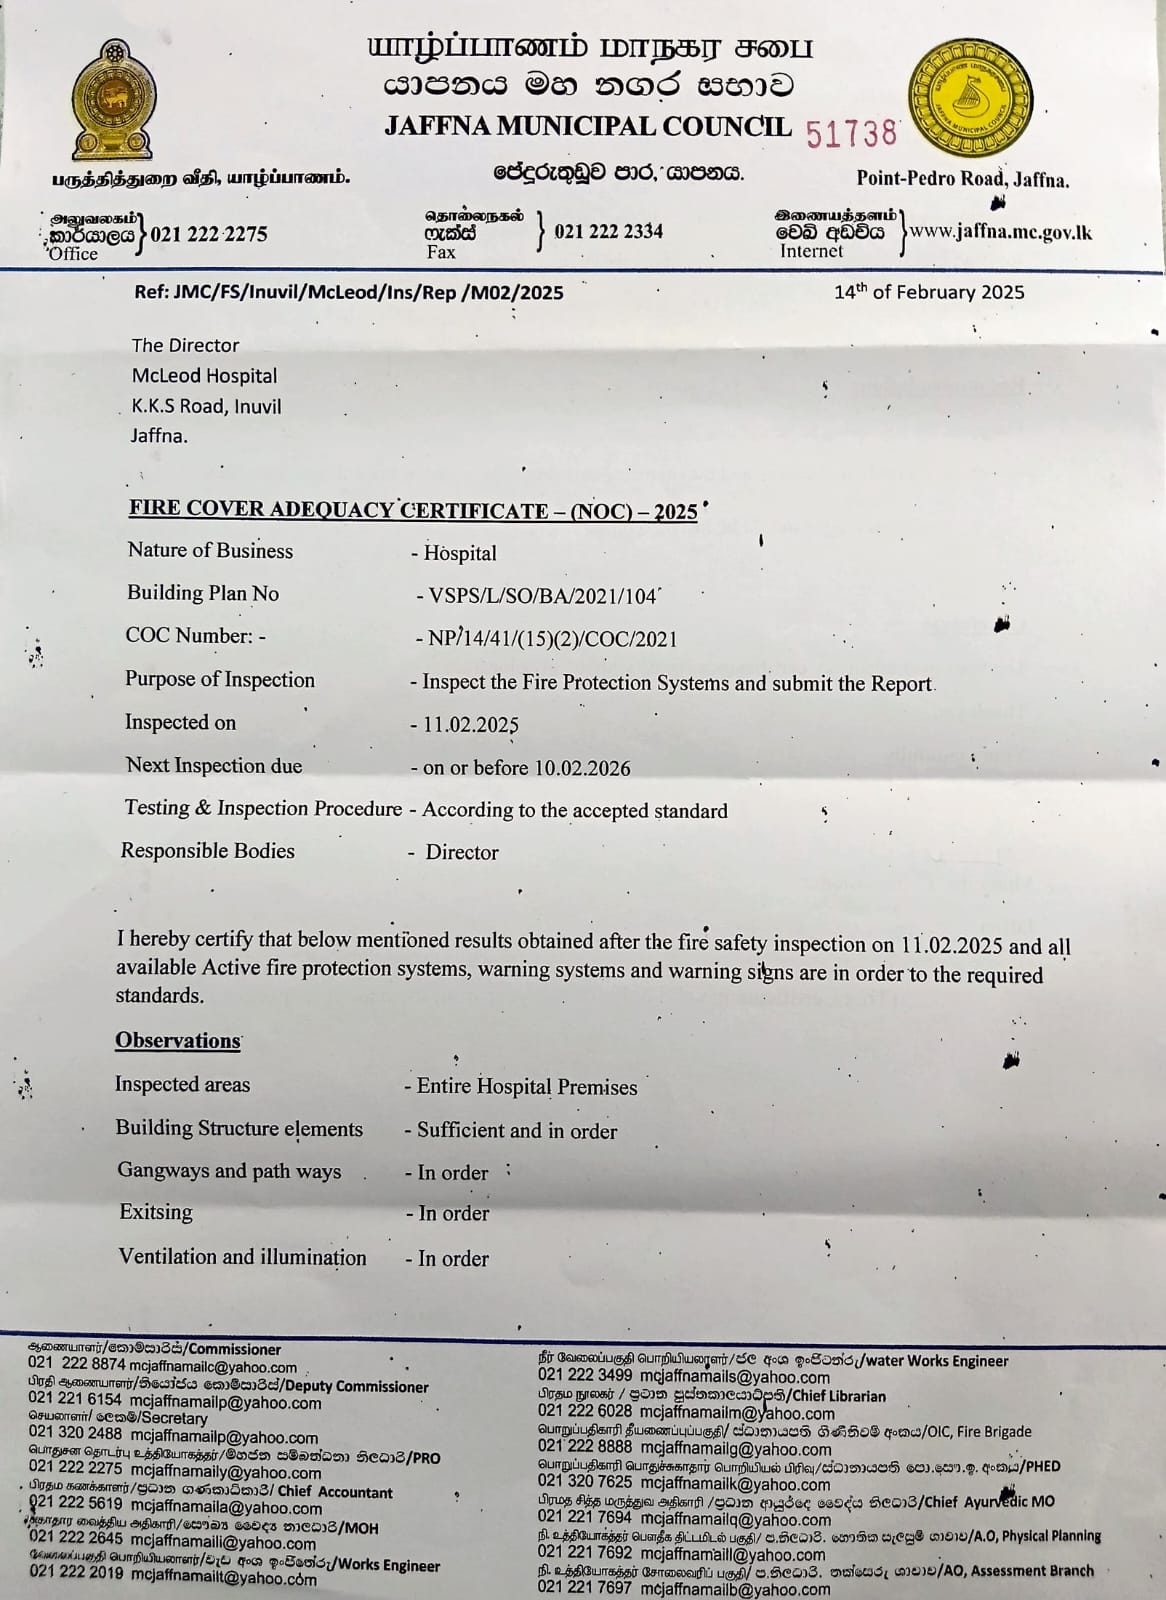 யாழ்ப்பாணம் மாநகர சபை
යාපනය මහ නගර සභාව
JAFFNA MUNICIPAL COUNCIL 51738
பருத்தித்துறை வீதி, யாழ்ப்பாணம். පේදුරුතුඩුව පාර, යාපනය. Point-Pedro Road, Jaffna.
அலுவலகம் தொலைநகல் இணையத்தளம்
කාර්යාලය 021 222 2275 ෆැක්ස් 021 222 2334 වෙබ් අඩවිය www.jaffna.mc.gov.lk
Office Fax Internet
Ref: JMC/FS/Inuvil/McLeod/Ins/Rep /M02/2025 14th of February 2025
The Director
McLeod Hospital
K.K.S Road, Inuvil
Jaffna.
FIRE COVER ADEQUACY CERTIFICATE – (NOC) – 2025
Nature of Business - Hospital
Building Plan No - VSPS/L/SO/BA/2021/104
COC Number: - - NP/14/41/(15)(2)/COC/2021
Purpose of Inspection - Inspect the Fire Protection Systems and submit the Report
Inspected on - 11.02.2025
Next Inspection due - on or before 10.02.2026
Testing & Inspection Procedure - According to the accepted standard
Responsible Bodies - Director
I hereby certify that below mentioned results obtained after the fire safety inspection on 11.02.2025 and all
available Active fire protection systems, warning systems and warning signs are in order to the required
standards.
Observations
Inspected areas - Entire Hospital Premises
Building Structure elements - Sufficient and in order
Gangways and path ways - In order
Exitsing - In order
Ventilation and illumination - In order
ஆணையாளர்/කොමසාරිස්/Commissioner
021 222 8874 mcjaffnamailc@yahoo.com
பிரதி ஆணையாளர்/නියෝජ්‍ය කොමසාරිස්/Deputy Commissioner
021 221 6154 mcjaffnamailp@yahoo.com
செயலாளர்/ලේකම්/Secretary
021 320 2488 mcjaffnamailp@yahoo.com
பொதுசன தொடர்பு உத்தியோகத்தர்/මහජන සම්බන්ධතා නිලධාරි/PRO
021 222 2275 mcjaffnamaily@yahoo.com
பிரதம கணக்காளர்/ප්‍රධාන ගණකාධිකාරි/ Chief Accountant
021 222 5619 mcjaffnamaila@yahoo.com
சுகாதார வைத்திய அதிகாரி/සෞඛ්‍ය වෛද්‍ය නිලධාරි/MOH
021 222 2645 mcjaffnamaili@yahoo.com
வேலைப்பகுதி பொறியியலாளர்/වැඩ අංශ ඉංජිනේරු/Works Engineer
021 222 2019 mcjaffnamailt@yahoo.com
நீர் வேலைப்பகுதி பொறியியலாளர்/ජල අංශ ඉංජිනේරු/water Works Engineer
021 222 3499 mcjaffnamails@yahoo.com
பிரதம நூலகர் / ප්‍රධාන පුස්තකාලයාධිපති/Chief Librarian
021 222 6028 mcjaffnamailm@yahoo.com
பொறுப்பதிகாரி தீயணைப்புப்பகுதி/ ස්ථානාධිපති ගිනිනිවීම් අංශය/OIC, Fire Brigade
021 222 8888 mcjaffnamailg@yahoo.com
பொறுப்பதிகாரி பொதுச்சுகாதார பொறியியல் பிரிவு/ස්ථානාධිපති පො.සෞ.ඉ. අංශය/PHED
021 320 7625 mcjaffnamailk@yahoo.com
பிரதம சித்த மருத்துவ அதிகாரி /ප්‍රධාන ආයුර්වේද වෛද්‍ය නිලධාරි/Chief Ayurvedic MO
021 221 7694 mcjaffnamailq@yahoo.com
நி. உத்தியோகத்தர் பௌதீக திட்டமிடல் பகுதி/ ප.නිලධාරි. භෞතික සැලසුම් ශාඛාව/A.O, Physical Planning
021 221 7692 mcjaffnamaill@yahoo.com
நி. உத்தியோகத்தர் சோலைவரிப் பகுதி/ ප.නිලධාරි. තක්සේරු ශාඛාව/AO, Assessment Branch
021 221 7697 mcjaffnamailb@yahoo.com